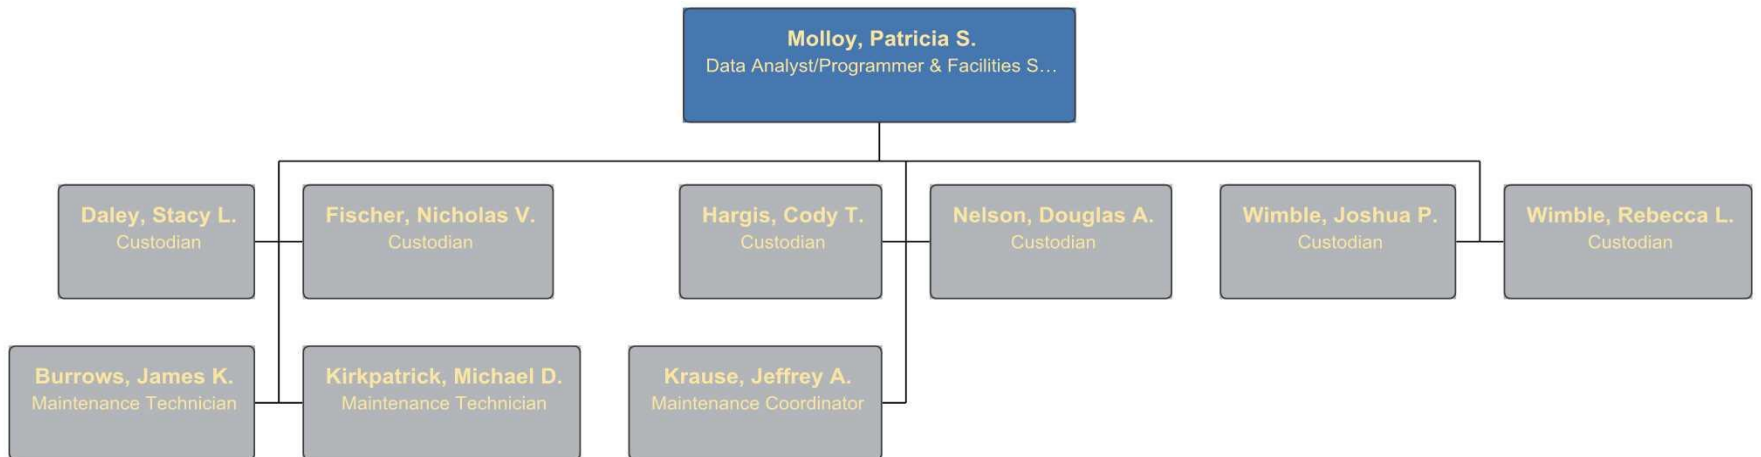 Molloy, Patricia S.
Data Analyst/Programmer & Facilities S...
Daley, Stacy L.
Custodian
Fischer, Nicholas V.
Custodian
Hargis, Cody T.
Custodian
Nelson, Douglas A.
Custodian
Wimble, Joshua P.
Custodian
Wimble, Rebecca L.
Custodian
Burrows, James K.
Maintenance Technician
Kirkpatrick, Michael D.
Maintenance Technician
Krause, Jeffrey A.
Maintenance Coordinator